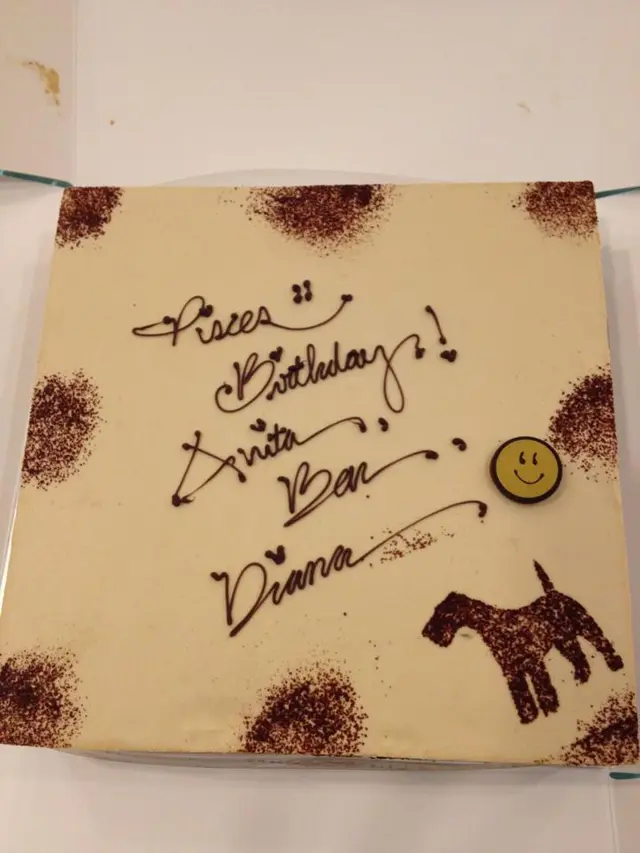 Pisces
Birthday!
Anita,
Ben,
Diana